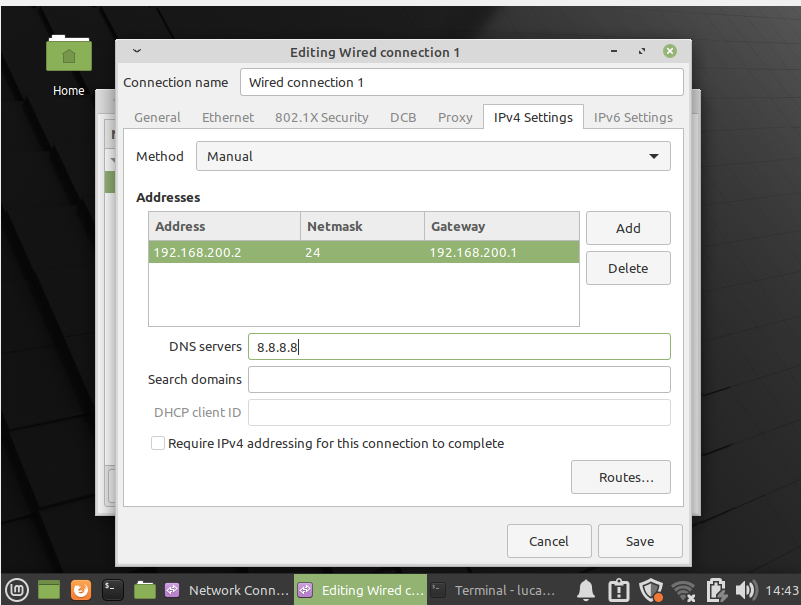 Home
Editing Wired connection 1
Connection name Wired connection 1
General Ethernet 802.1X Security DCB Proxy IPv4 Settings IPv6 Settings
Method Manual
Addresses
Address Netmask Gateway
192.168.200.2 24 192.168.200.1
Add
Delete
DNS servers 8.8.8.8
Search domains
DHCP client ID
Require IPv4 addressing for this connection to complete
Routes...
Cancel Save
Network Conn... Editing Wired c... Terminal - luca... 14:43